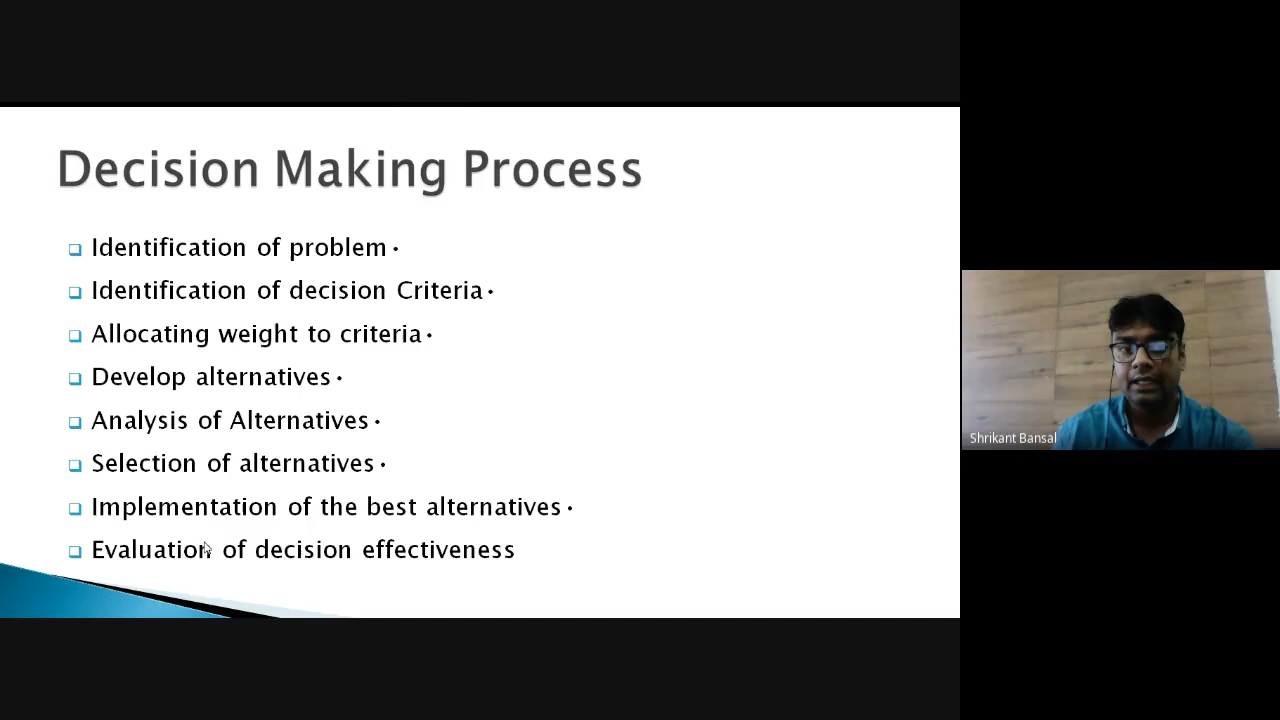 Decision Making Process
❑ Identification of problem •
❑ Identification of decision Criteria •
❑ Allocating weight to criteria •
❑ Develop alternatives •
❑ Analysis of Alternatives •
❑ Selection of alternatives •
❑ Implementation of the best alternatives •
❑ Evaluation of decision effectiveness
Shrikant Bansal